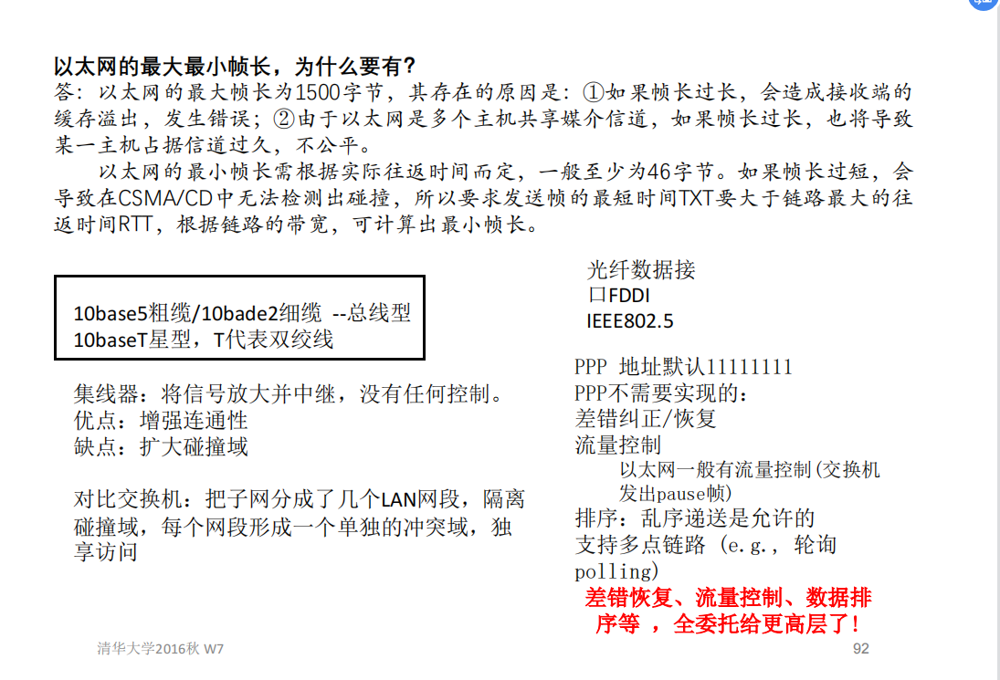 以太网的最大最小帧长，为什么要有？
答：以太网的最大帧长为1500字节，其存在的原因是：①如果帧长过长，会造成接收端的
缓存溢出，发生错误；②由于以太网是多个主机共享媒介信道，如果帧长过长，也将导致
某一主机占据信道过久，不公平。
以太网的最小帧长需根据实际往返时间而定，一般至少为46字节。如果帧长过短，会
导致在CSMA/CD中无法检测出碰撞，所以要求发送帧的最短时间TXT要大于链路最大的往
返时间RTT，根据链路的带宽，可计算出最小帧长。
10base5粗缆/10bade2细缆 --总线型
10baseT星型，T代表双绞线
集线器：将信号放大并中继，没有任何控制。
优点：增强连通性
缺点：扩大碰撞域
对比交换机：把子网分成了几个LAN网段，隔离
碰撞域，每个网段形成一个单独的冲突域，独
享访问
光纤数据接
口FDDI
IEEE802.5
PPP 地址默认11111111
PPP不需要实现的：
差错纠正/恢复
流量控制
以太网一般有流量控制(交换机
发出pause帧)
排序：乱序递送是允许的
支持多点链路 (e.g., 轮询
polling)
差错恢复、流量控制、数据排
序等 ，全委托给更高层了！
清华大学2016秋 W7
92